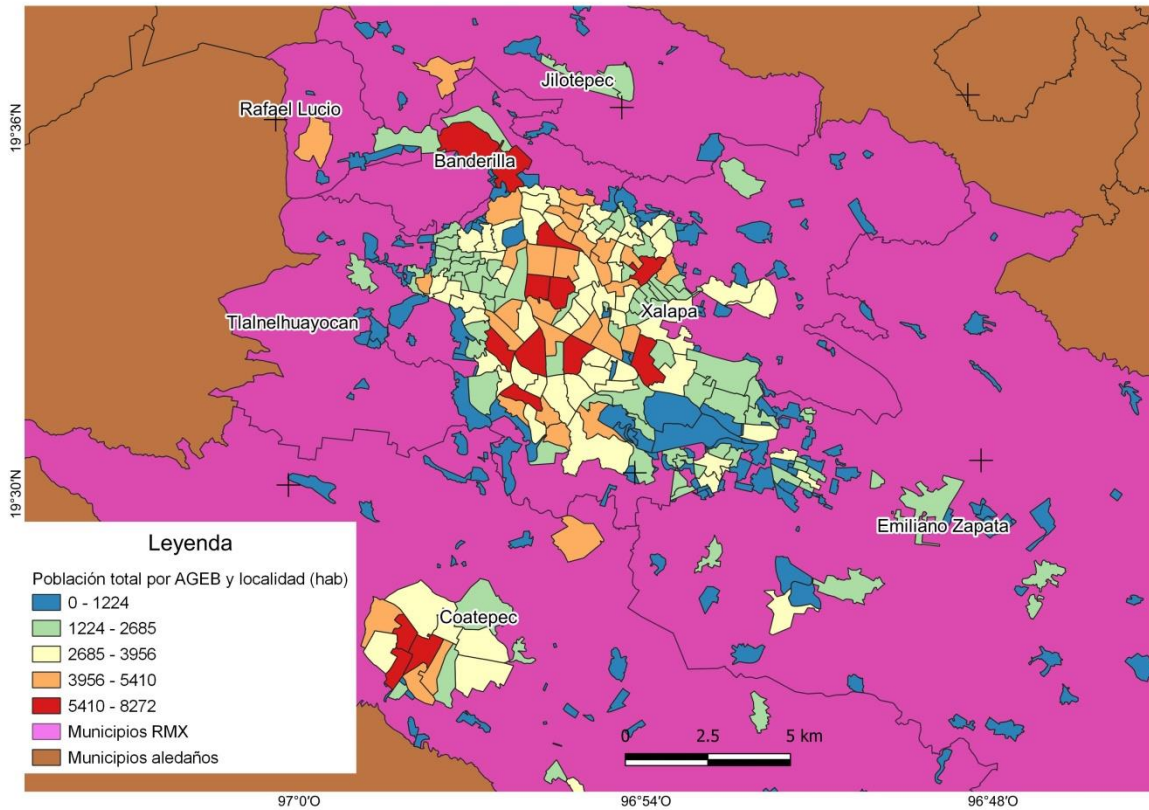 Jilotepec
Rafael Lucio
19°36'N
Banderilla
Xalapa
Tlalnelhuayocan
19°30'N
Emiliano Zapata
Coatepec
Leyenda
Población total por AGEB y localidad (hab)
0 - 1224
1224 - 2685
2685 - 3956
3956 - 5410
5410 - 8272
Municipios RMX
Municipios aledaños
0 2.5 5 km
97°0'O 96°54'O 96°48'O